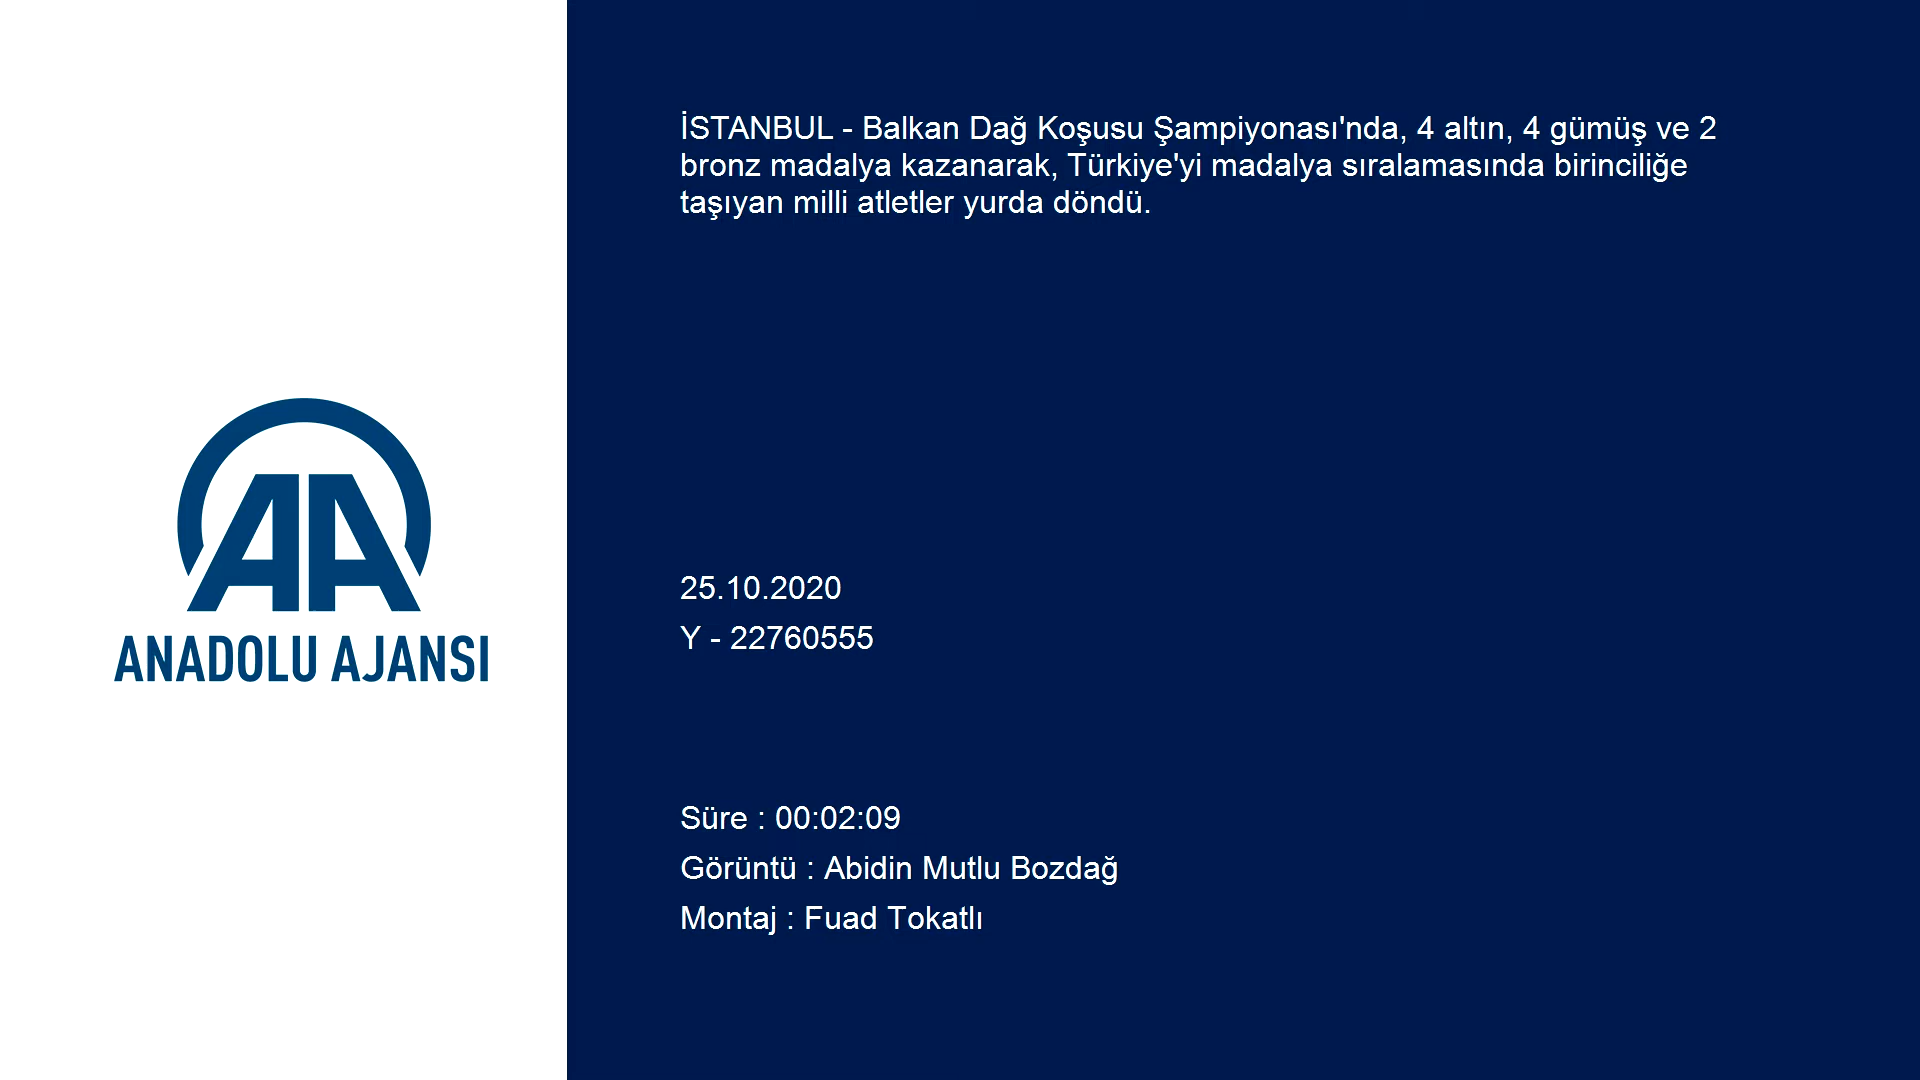 İSTANBUL - Balkan Dağ Koşusu Şampiyonası'nda, 4 altın, 4 gümüş ve 2
bronz madalya kazanarak, Türkiye'yi madalya sıralamasında birinciliğe
taşıyan milli atletler yurda döndü.
AA
ANADOLU AJANSI
25.10.2020
Y - 22760555
Süre : 00:02:09
Görüntü : Abidin Mutlu Bozdağ
Montaj : Fuad Tokatlı